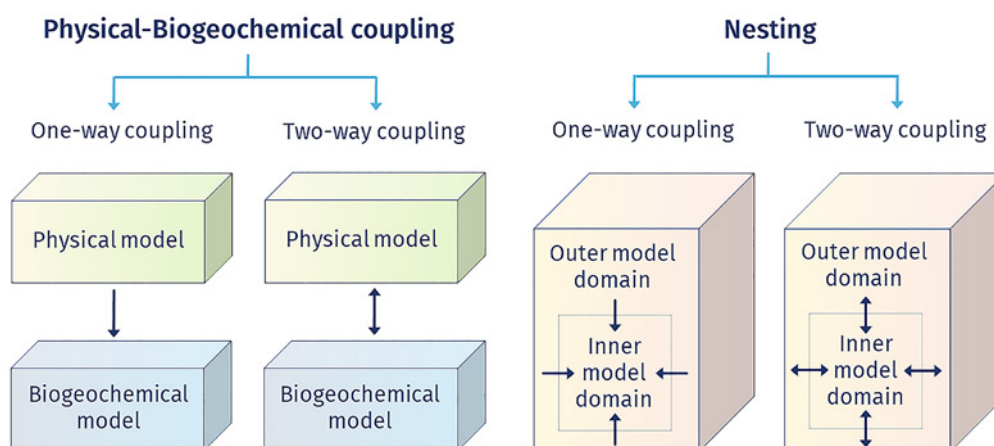 Physical-Biogeochemical coupling
One-way coupling
Two-way coupling
Physical model
Physical model
Biogeochemical
model
Biogeochemical
model
Nesting
One-way coupling
Two-way coupling
Outer model
domain
Inner
model
domain
Outer model
domain
Inner
model
domain